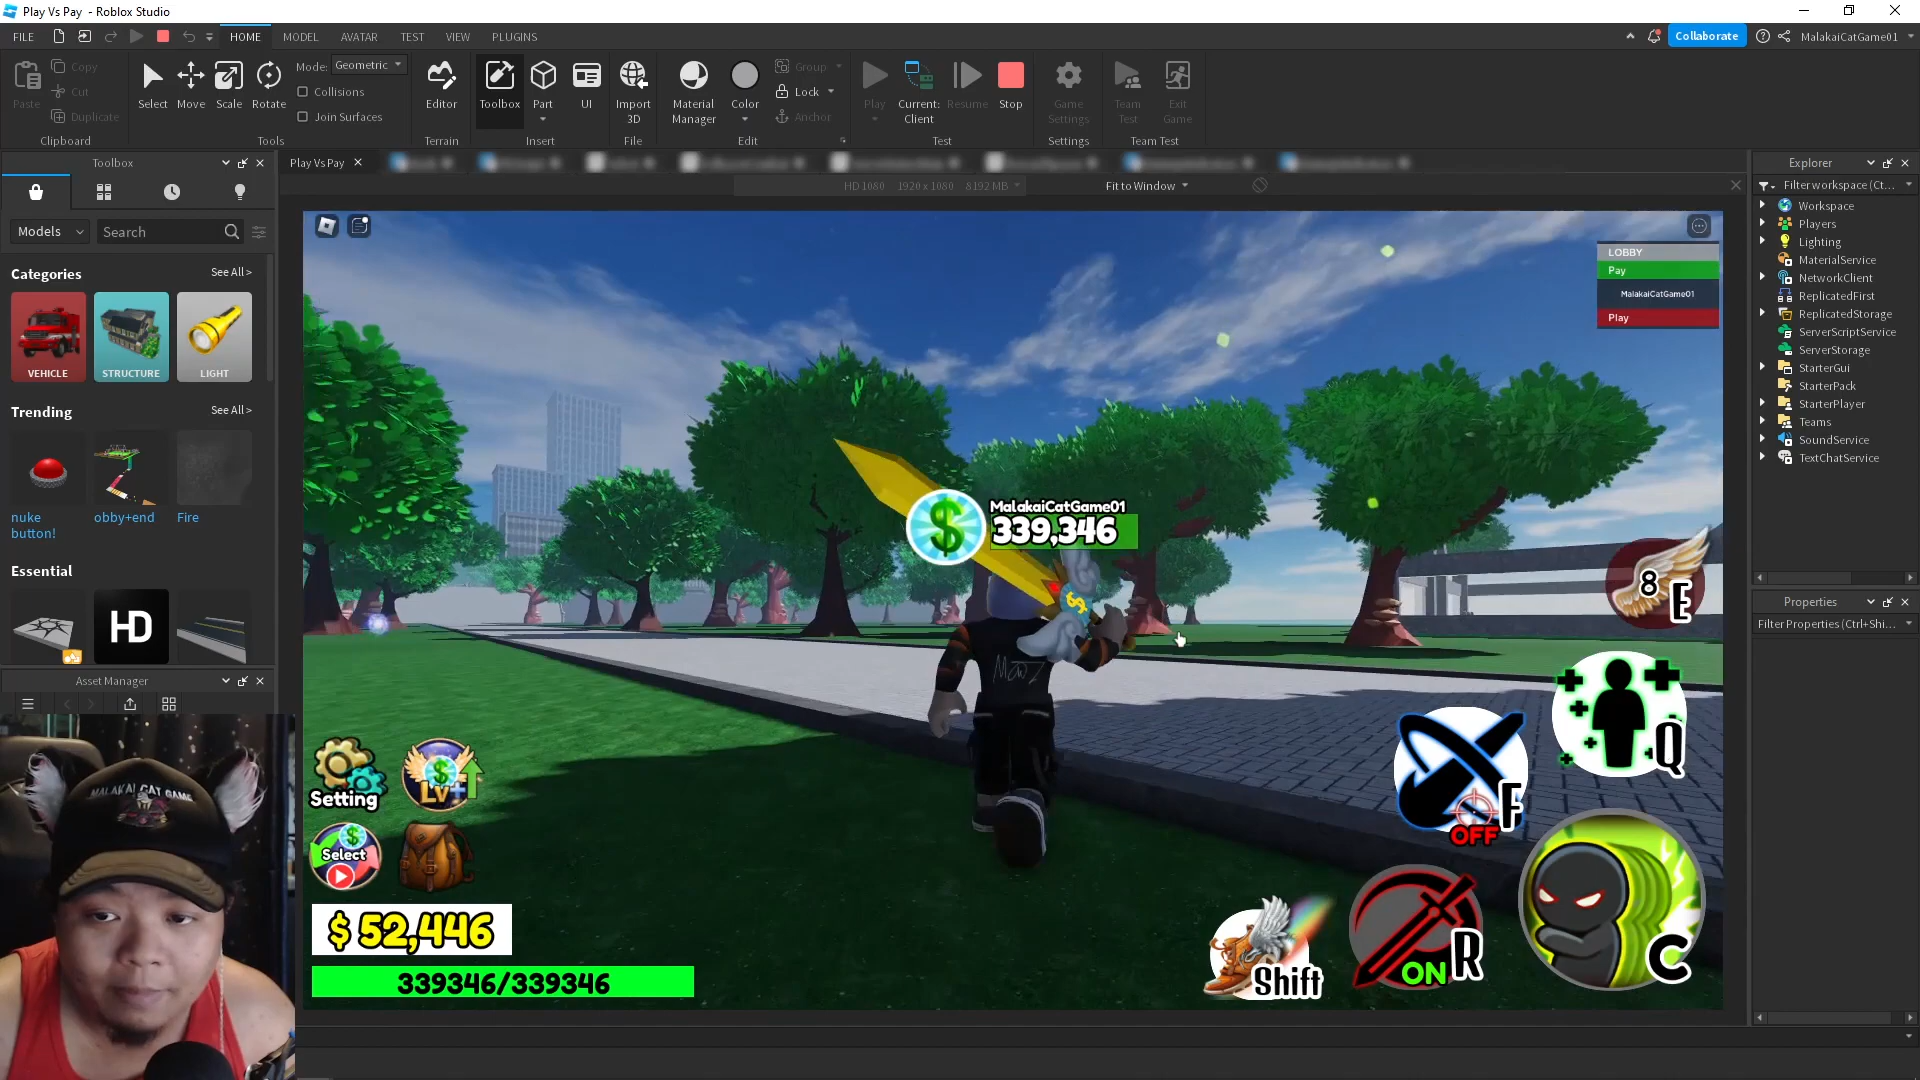 Play Vs Pay - Roblox Studio
FILE
HOME
MODEL
AVATAR
TEST
VIEW
PLUGINS
Collaborate
MalakaiCatGame01
Paste
Copy
Cut
Duplicate
Clipboard
Select
Move
Scale
Rotate
Mode: Geometric
Collisions
Join Surfaces
Tools
Editor
Terrain
Toolbox
Part
UI
Insert
Import
3D
File
Material
Manager
Color
Group
Lock
Anchor
Edit
Play
Current:
Client
Resume
Stop
Test
Game
Settings
Settings
Team
Test
Exit
Game
Team Test
Toolbox
Models
Search
Categories
See All >
VEHICLE
STRUCTURE
LIGHT
Trending
See All >
nuke
button!
obby+end
Fire
Essential
HD
Asset Manager
Play Vs Pay
HD 1080 1920 x 1080 8192 MB
Fit to Window
LOBBY
Pay
MalakaiCatGame01
Play
MalakaiCatGame01
339,346
8
E
Q
F
OFF
R
ON
C
Shift
Setting
Lv+
Select
$ 52,446
339346/339346
MALAKAI CAT GAME
Explorer
Filter workspace (Ct...
Workspace
Players
Lighting
MaterialService
NetworkClient
ReplicatedFirst
ReplicatedStorage
ServerScriptService
ServerStorage
StarterGui
StarterPack
StarterPlayer
Teams
SoundService
TextChatService
Properties
Filter Properties (Ctrl+Shi...